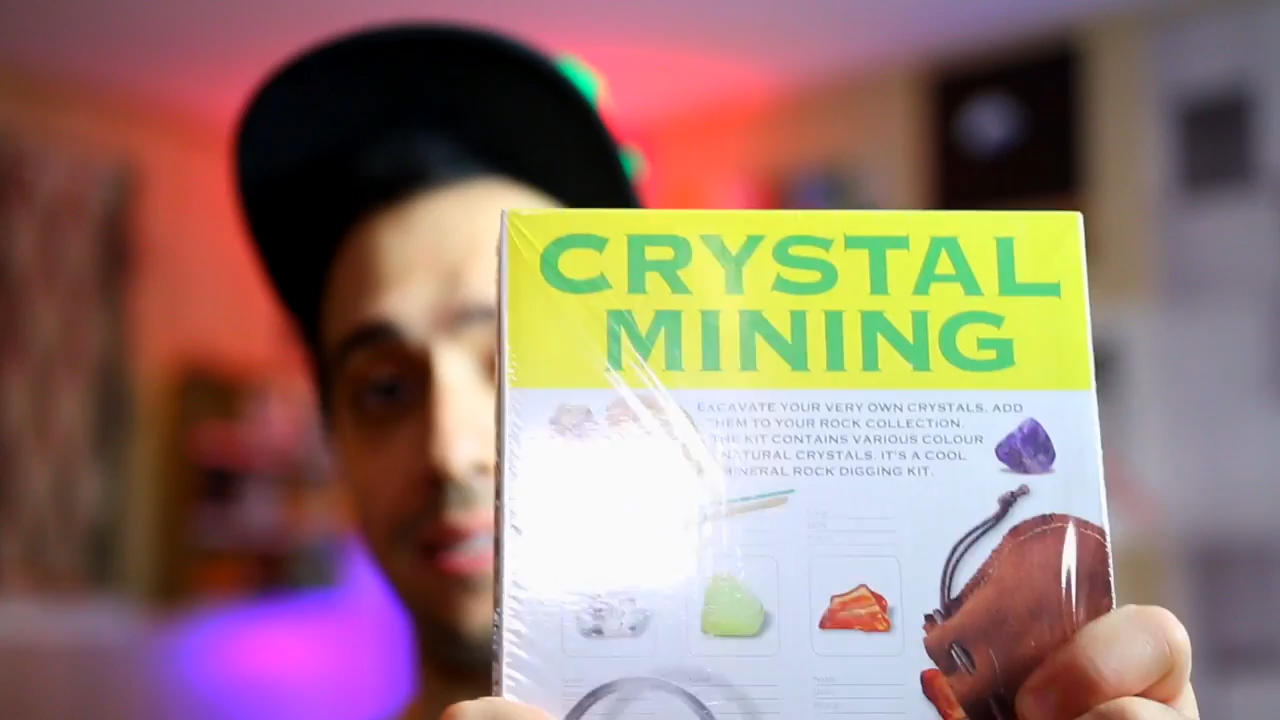 CRYSTAL
MINING
EXCAVATE YOUR VERY OWN CRYSTALS. ADD
THEM TO YOUR ROCK COLLECTION.
THE KIT CONTAINS VARIOUS COLOUR
NATURAL CRYSTALS. IT'S A COOL
MINERAL ROCK DIGGING KIT.